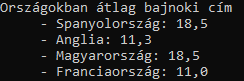 Országokban átlag bajnoki cím
- Spanyolország: 18,5
- Anglia: 11,3
- Magyarország: 18,5
- Franciaország: 11,0